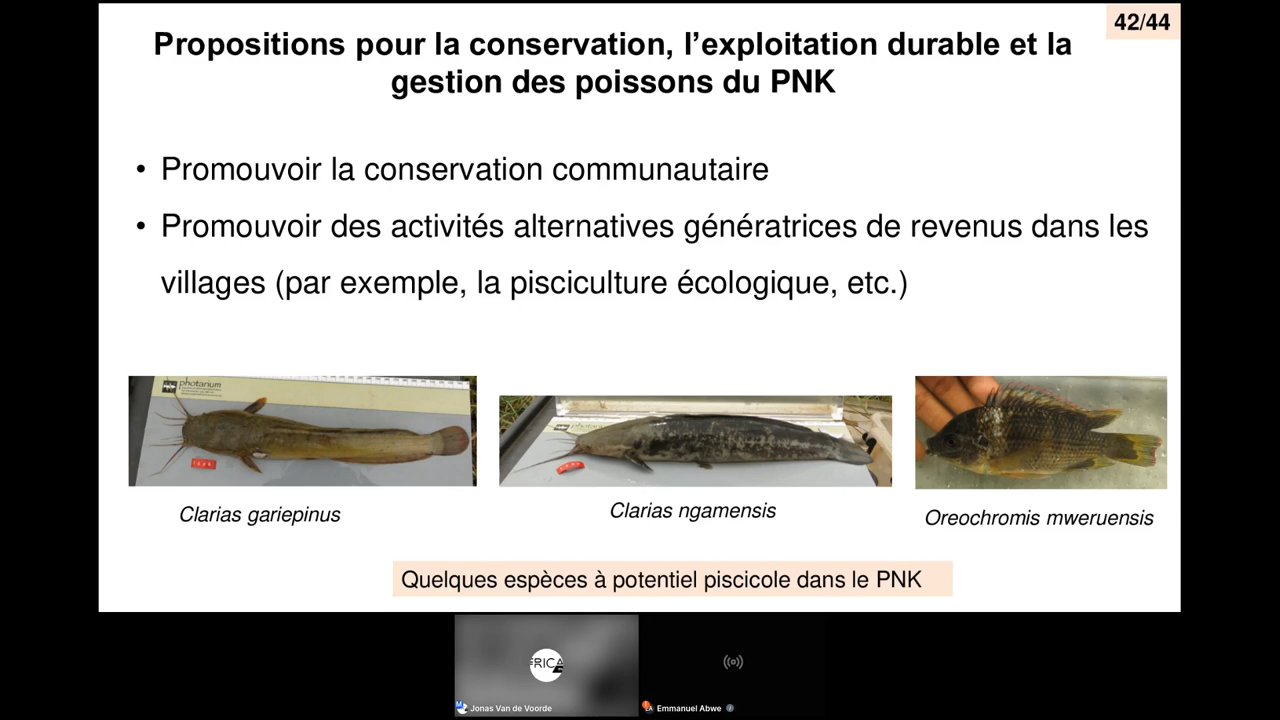 42/44
Propositions pour la conservation, l’exploitation durable et la
gestion des poissons du PNK
• Promouvoir la conservation communautaire
• Promouvoir des activités alternatives génératrices de revenus dans les
villages (par exemple, la pisciculture écologique, etc.)
photarium
Clarias gariepinus
Clarias ngamensis
Oreochromis mweruensis
Quelques espèces à potentiel piscicole dans le PNK
FRICA
Jonas Van de Voorde
Emmanuel Abwe